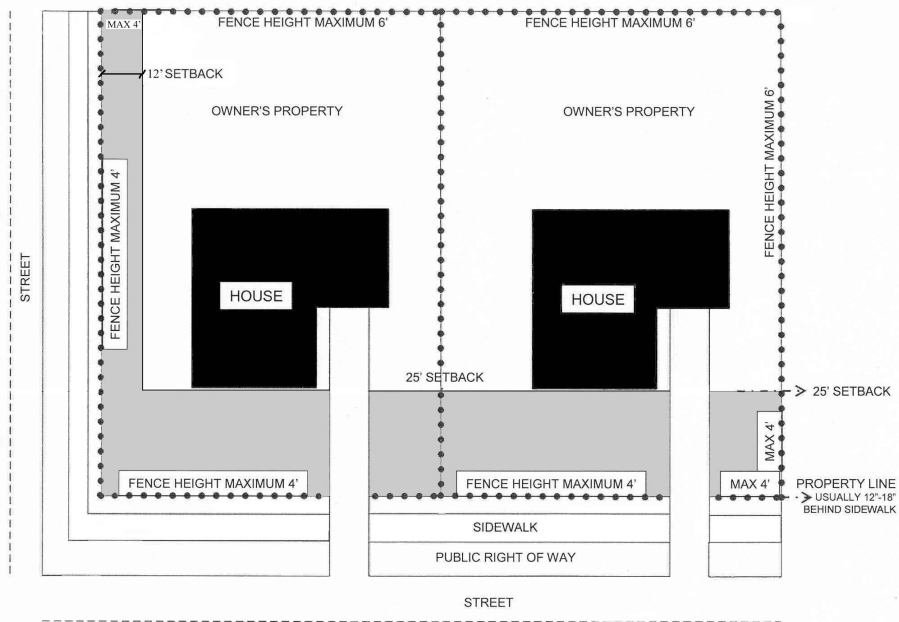 MAX 4'
FENCE HEIGHT MAXIMUM 6'
FENCE HEIGHT MAXIMUM 6'
12' SETBACK
OWNER'S PROPERTY
OWNER'S PROPERTY
FENCE HEIGHT MAXIMUM 6'
FENCE HEIGHT MAXIMUM 4'
STREET
HOUSE
HOUSE
25' SETBACK
25' SETBACK
MAX 4'
FENCE HEIGHT MAXIMUM 4'
FENCE HEIGHT MAXIMUM 4'
MAX 4'
PROPERTY LINE
USUALLY 12"-18"
BEHIND SIDEWALK
SIDEWALK
PUBLIC RIGHT OF WAY
STREET